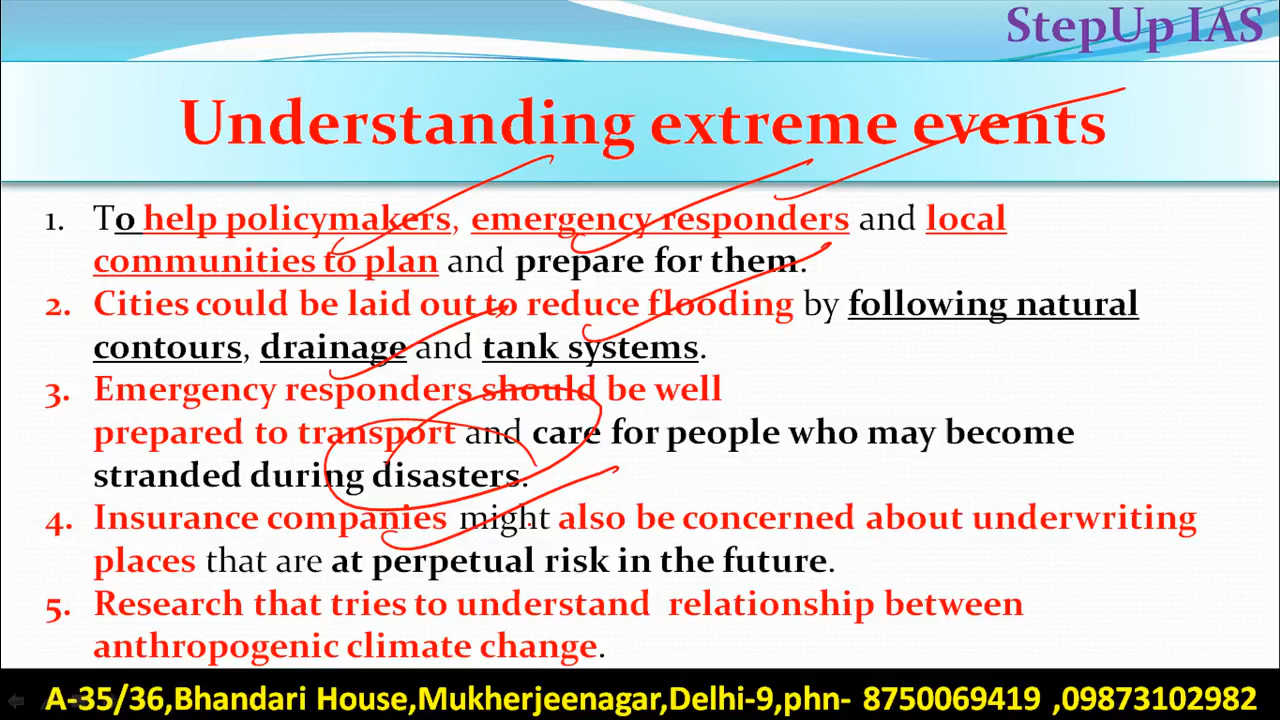 StepUp IAS
Understanding extreme events
1. To help policymakers, emergency responders and local
communities to plan and prepare for them.
2. Cities could be laid out to reduce flooding by following natural
contours, drainage and tank systems.
3. Emergency responders should be well
prepared to transport and care for people who may become
stranded during disasters.
4. Insurance companies might also be concerned about underwriting
places that are at perpetual risk in the future.
5. Research that tries to understand relationship between
anthropogenic climate change.
A-35/36,Bhandari House,Mukherjeenagar,Delhi-9,phn- 8750069419 ,09873102982